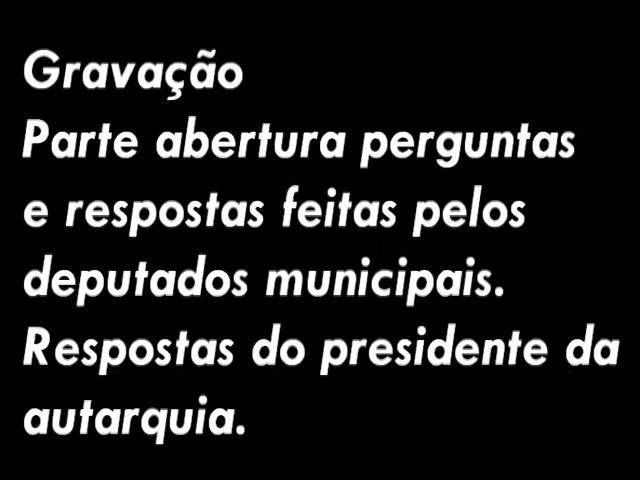 Gravação
Parte abertura perguntas
e respostas feitas pelos
deputados municipais.
Respostas do presidente da
autarquia.